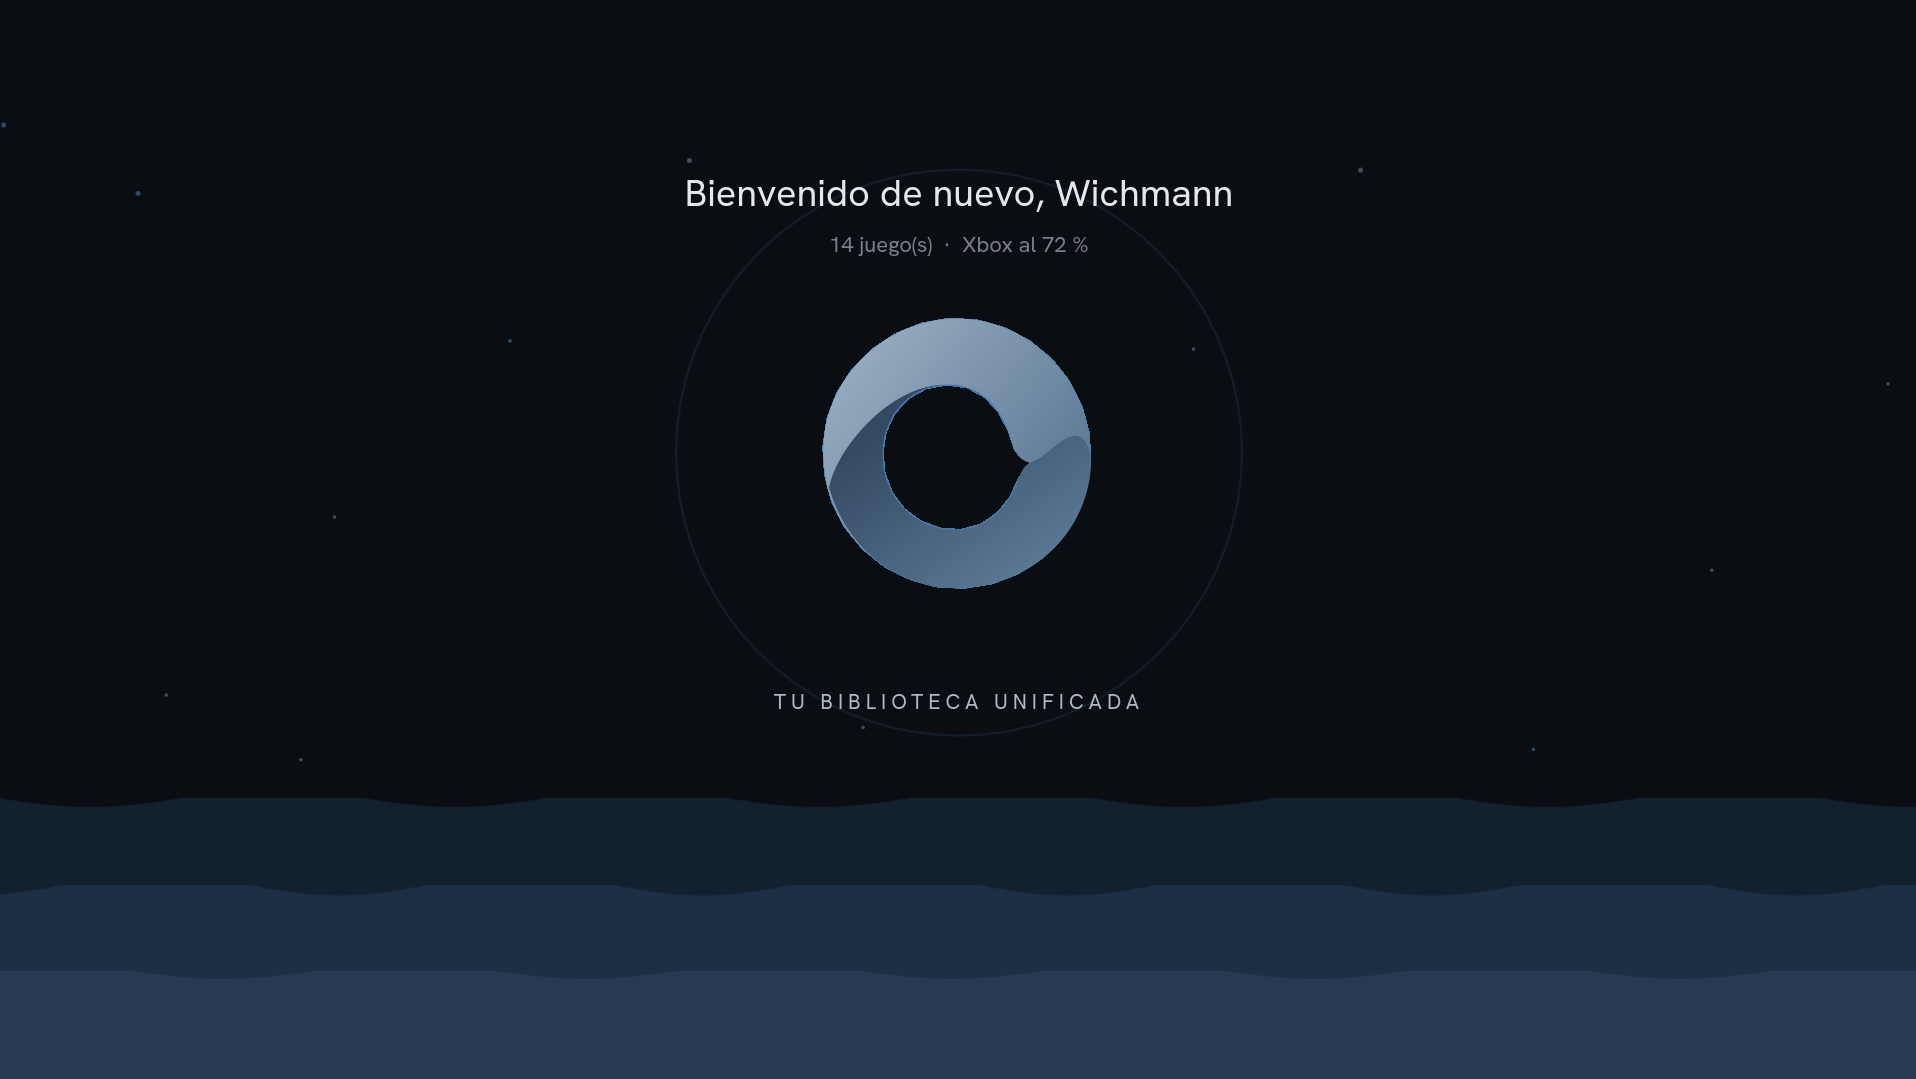 Bienvenido de nuevo, Wichmann
14 juego(s) · Xbox al 72 %
TU BIBLIOTECA UNIFICADA